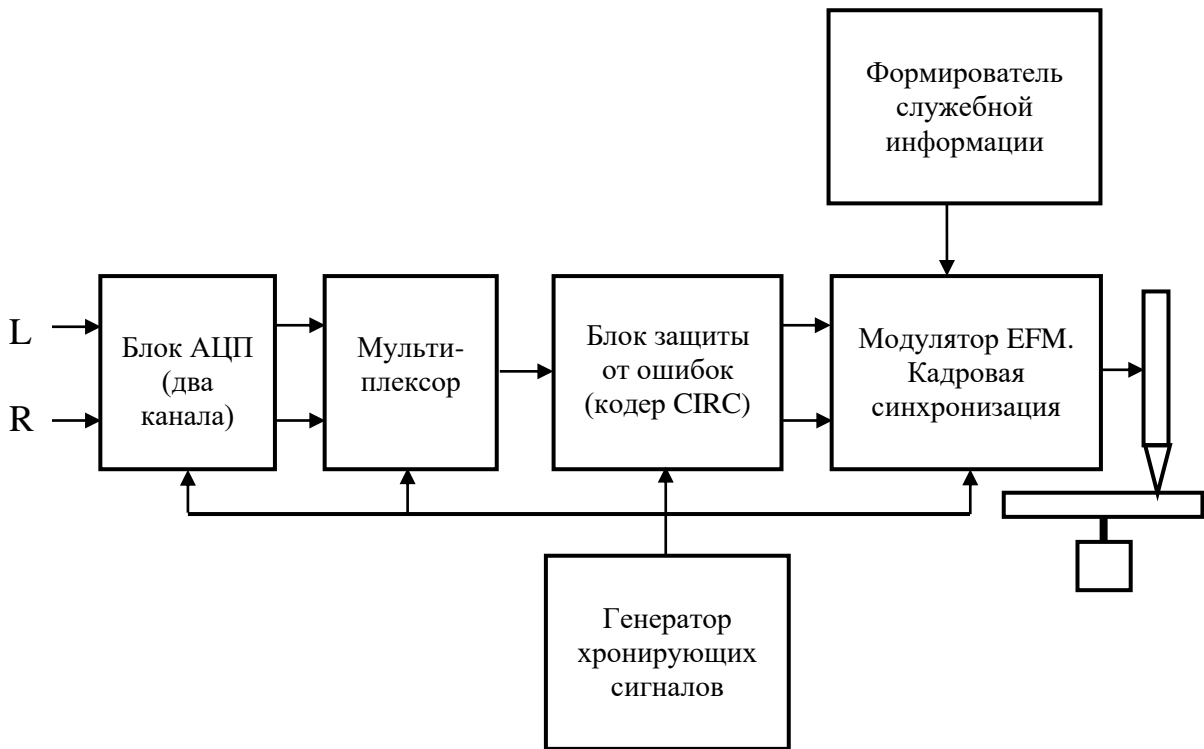 Формирователь
служебной
информации
L
R
Блок АЦП
(два
канала)
Мульти-
плексор
Блок защиты
от ошибок
(кодер CIRC)
Модулятор EFM.
Кадровая
синхронизация
Генератор
хронирующих
сигналов